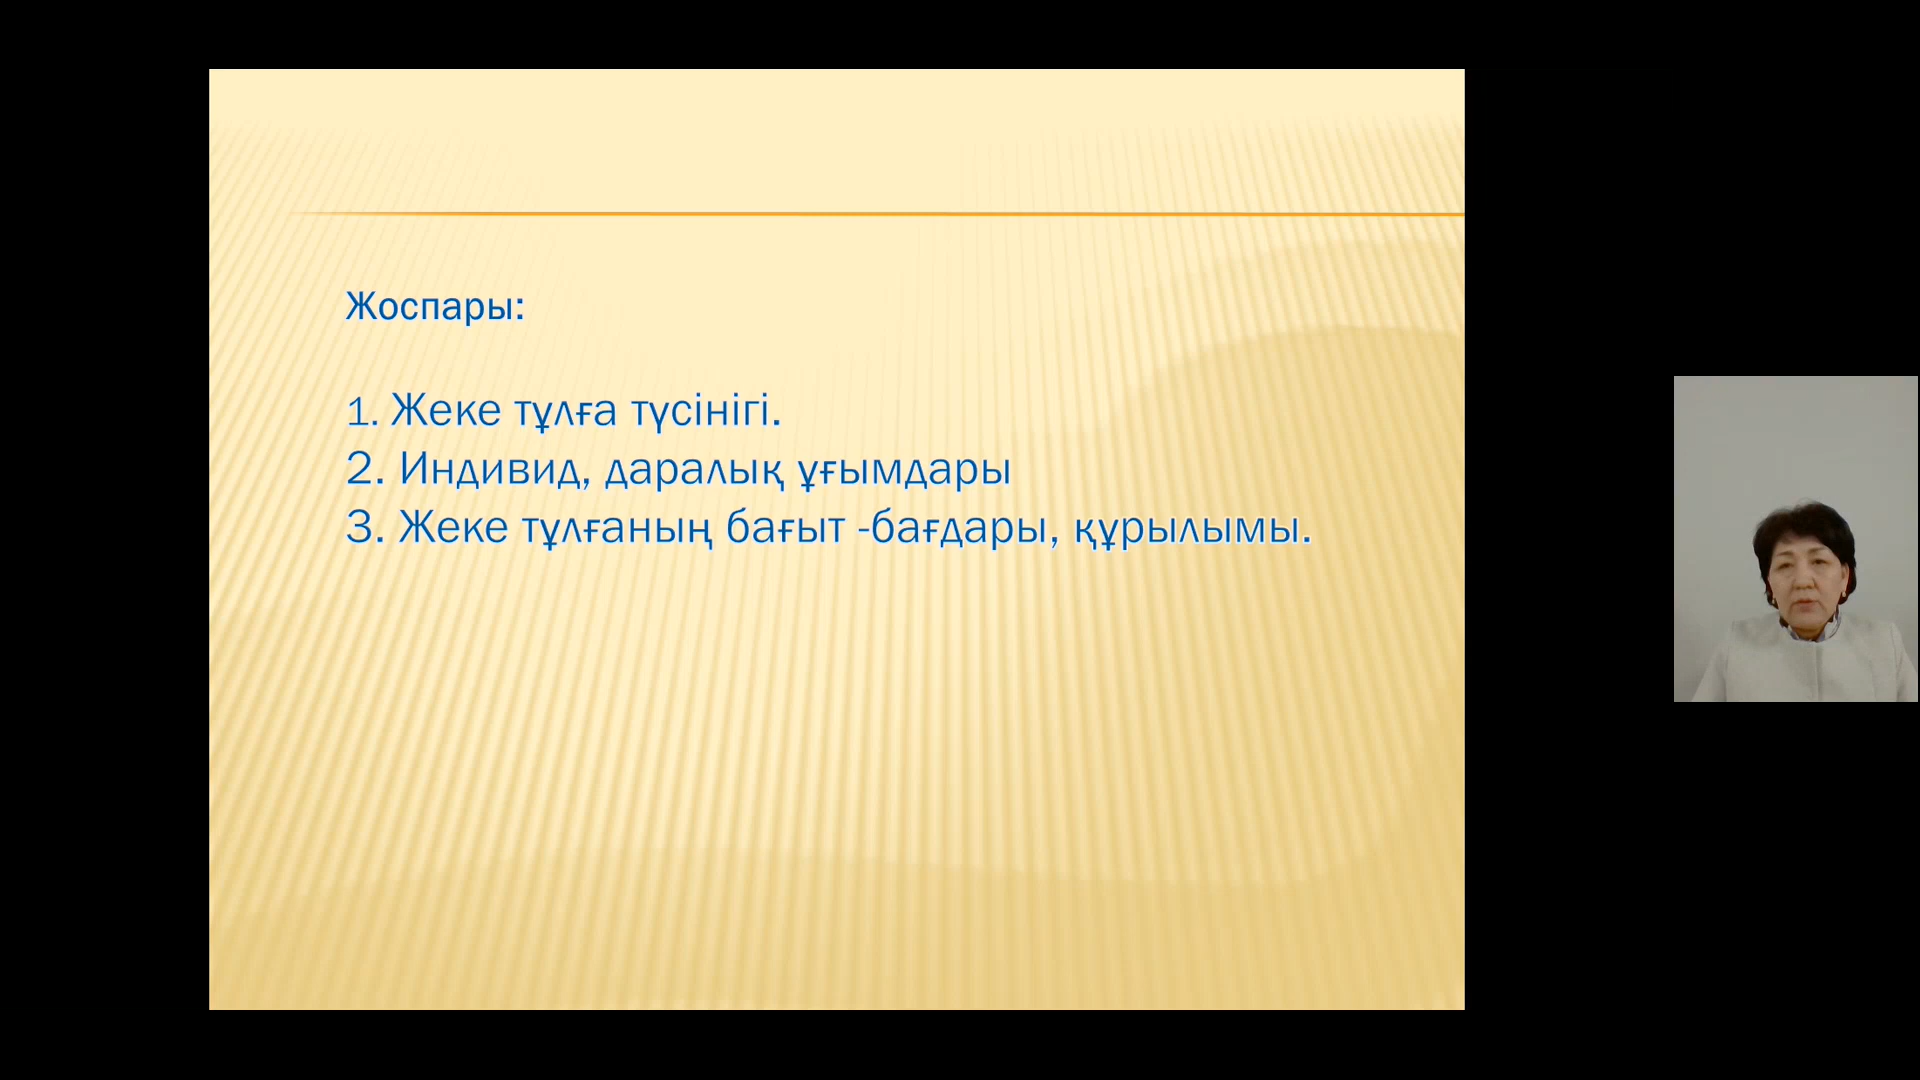 Жоспары:
1. Жеке тұлға түсінігі.
2. Индивид, даралық ұғымдары
3. Жеке тұлғаның бағыт -бағдары, құрылымы.